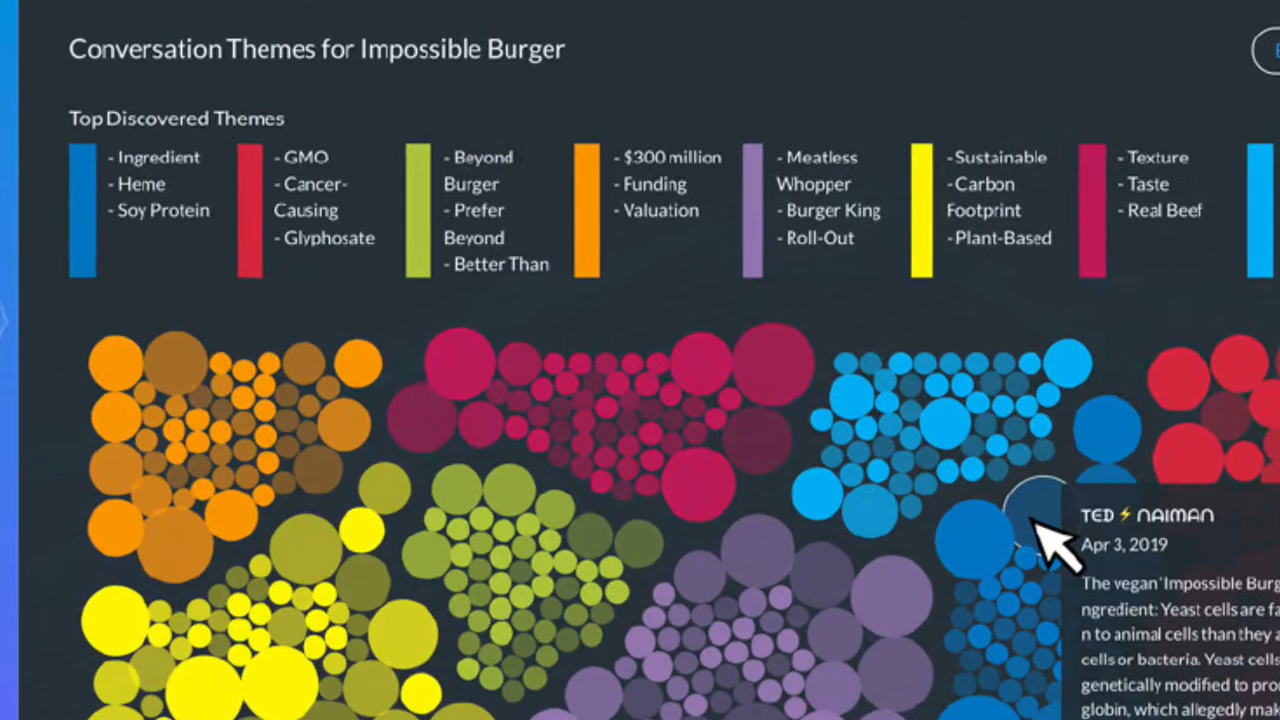 Conversation Themes for Impossible Burger
Top Discovered Themes
- Ingredient
- Heme
- Soy Protein
- GMO
- Cancer-
Causing
- Glyphosate
- Beyond
Burger
- Prefer
Beyond
- Better Than
- $300 million
- Funding
- Valuation
- Meatless
Whopper
- Burger King
- Roll-Out
- Sustainable
- Carbon
Footprint
- Plant-Based
- Texture
- Taste
- Real Beef
TED⚡NAIMAN
Apr 3, 2019
The vegan 'Impossible Burg
ngredient: Yeast cells are fa
n to animal cells than they a
cells or bacteria. Yeast cells
genetically modified to pro
globin, which allegedly mak